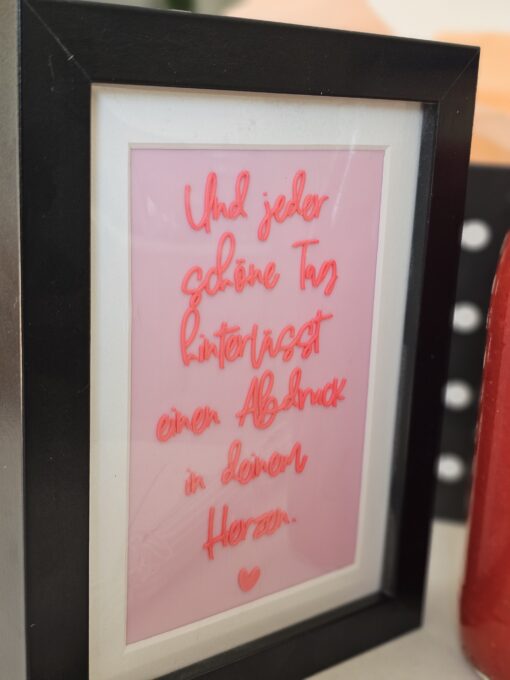 Und jeder
schöne Tag
hinterlässt
einen Abdruck
in deinem
Herzen.